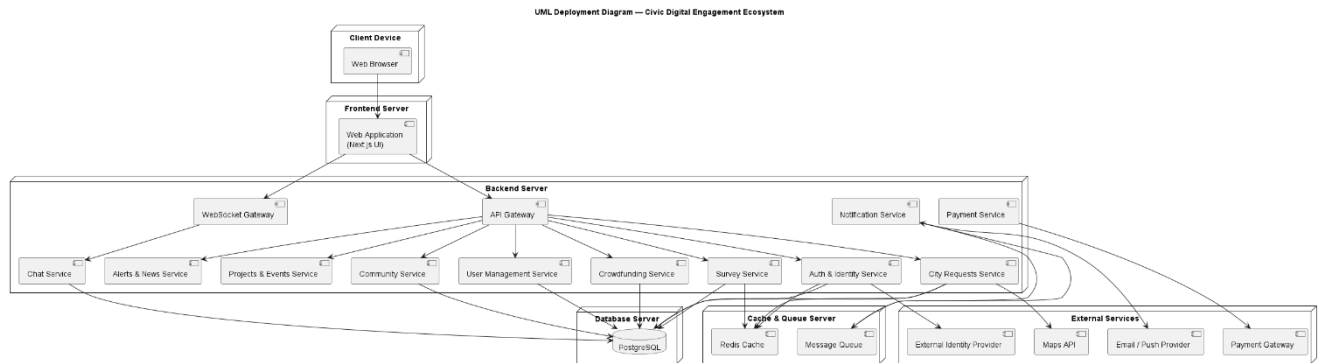 UML Deployment Diagram — Civic Digital Engagement Ecosystem
Client Device
Web Browser
Frontend Server
Web Application
(Next.js UI)
Backend Server
WebSocket Gateway
API Gateway
Notification Service
Payment Service
Chat Service
Alerts & News Service
Projects & Events Service
Community Service
User Management Service
Crowdfunding Service
Survey Service
Auth & Identity Service
City Requests Service
Database Server
PostgreSQL
Cache & Queue Server
Redis Cache
Message Queue
External Services
External Identity Provider
Maps API
Email / Push Provider
Payment Gateway